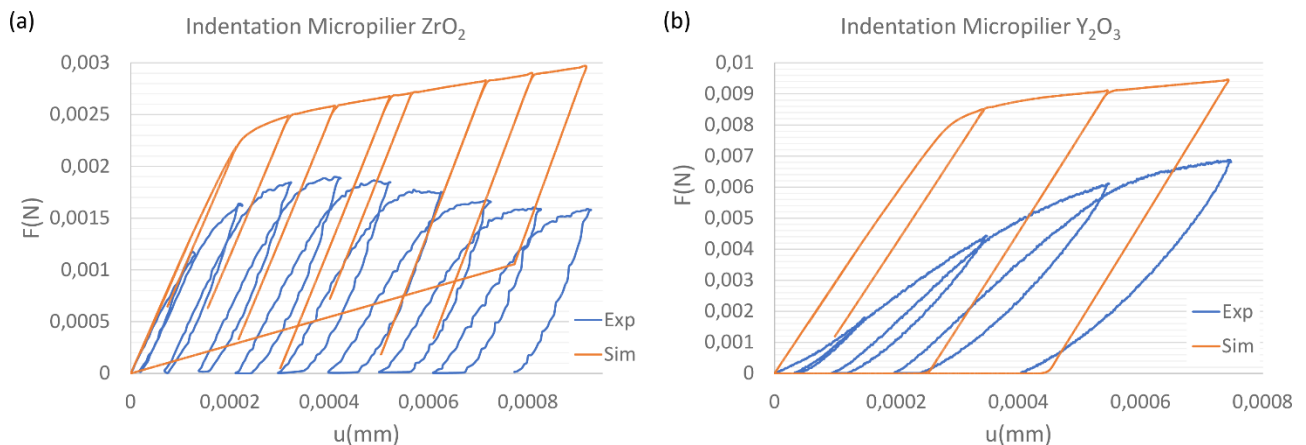 (a)
Indentation Micropilier ZrO₂
0,003
0,0025
0,002
0,0015
0,001
0,0005
0
F(N)
0 0,0002 0,0004 0,0006 0,0008
u(mm)
Exp
Sim
(b)
Indentation Micropilier Y₂O₃
0,01
0,009
0,008
0,007
0,006
0,005
0,004
0,003
0,002
0,001
0
F(N)
0 0,0002 0,0004 0,0006 0,0008
u(mm)
Exp
Sim